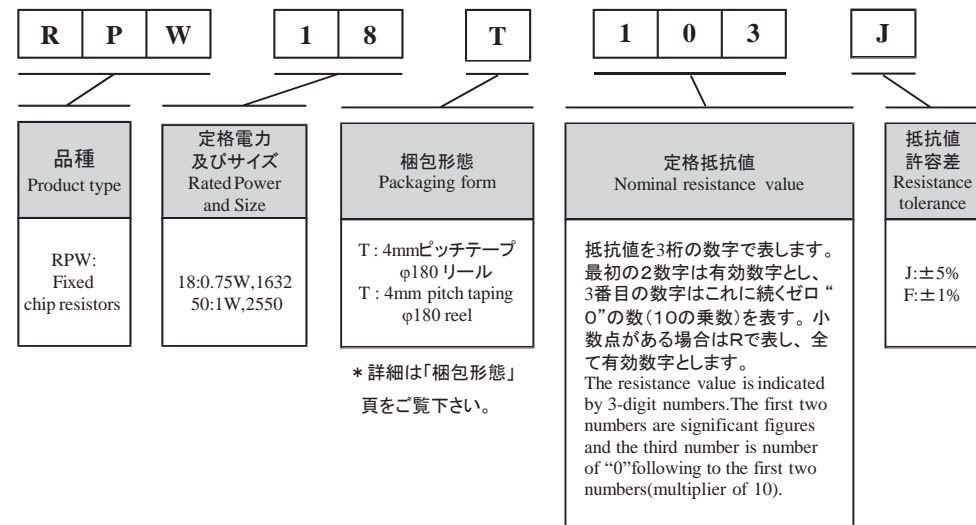 R P W 1 8 T 1 0 3 J
品種
Product type
RPW:
Fixed
chip resistors
定格電力
及びサイズ
Rated Power
and Size
18:0.75W,1632
50:1W,2550
梱包形態
Packaging form
T : 4mmピッチテープ
φ180 リール
T : 4mm pitch taping
φ180 reel
＊詳細は「梱包形態」
頁をご覧下さい。
定格抵抗値
Nominal resistance value
抵抗値を3桁の数字で表します。
最初の２数字は有効数字とし、
3番目の数字はこれに続くゼロ “
０”の数（１０の乗数）を表す。小
数点がある場合はＲで表し、全
て有効数字とします。
The resistance value is indicated
by 3-digit numbers.The first two
numbers are significant figures
and the third number is number
of “0”following to the first two
numbers(multiplier of 10).
抵抗値
許容差
Resistance
tolerance
J:±5%
F:±1%